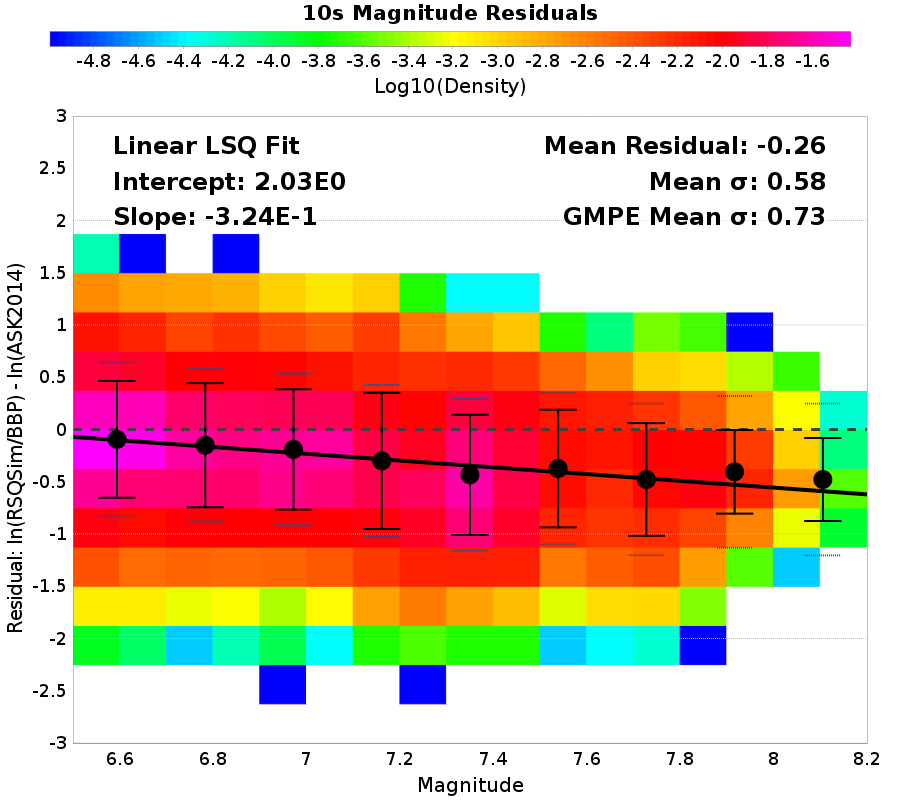 10s Magnitude Residuals
-4.8 -4.6 -4.4 -4.2 -4.0 -3.8 -3.6 -3.4 -3.2 -3.0 -2.8 -2.6 -2.4 -2.2 -2.0 -1.8 -1.6
Log10(Density)
Linear LSQ Fit
Intercept: 2.03E0
Slope: -3.24E-1
Mean Residual: -0.26
Mean σ: 0.58
GMPE Mean σ: 0.73
Residual: ln(RSQSim/BBP) - ln(ASK2014)
3
2.5
2
1.5
1
0.5
0
-0.5
-1
-1.5
-2
-2.5
-3
6.6 6.8 7 7.2 7.4 7.6 7.8 8 8.2
Magnitude